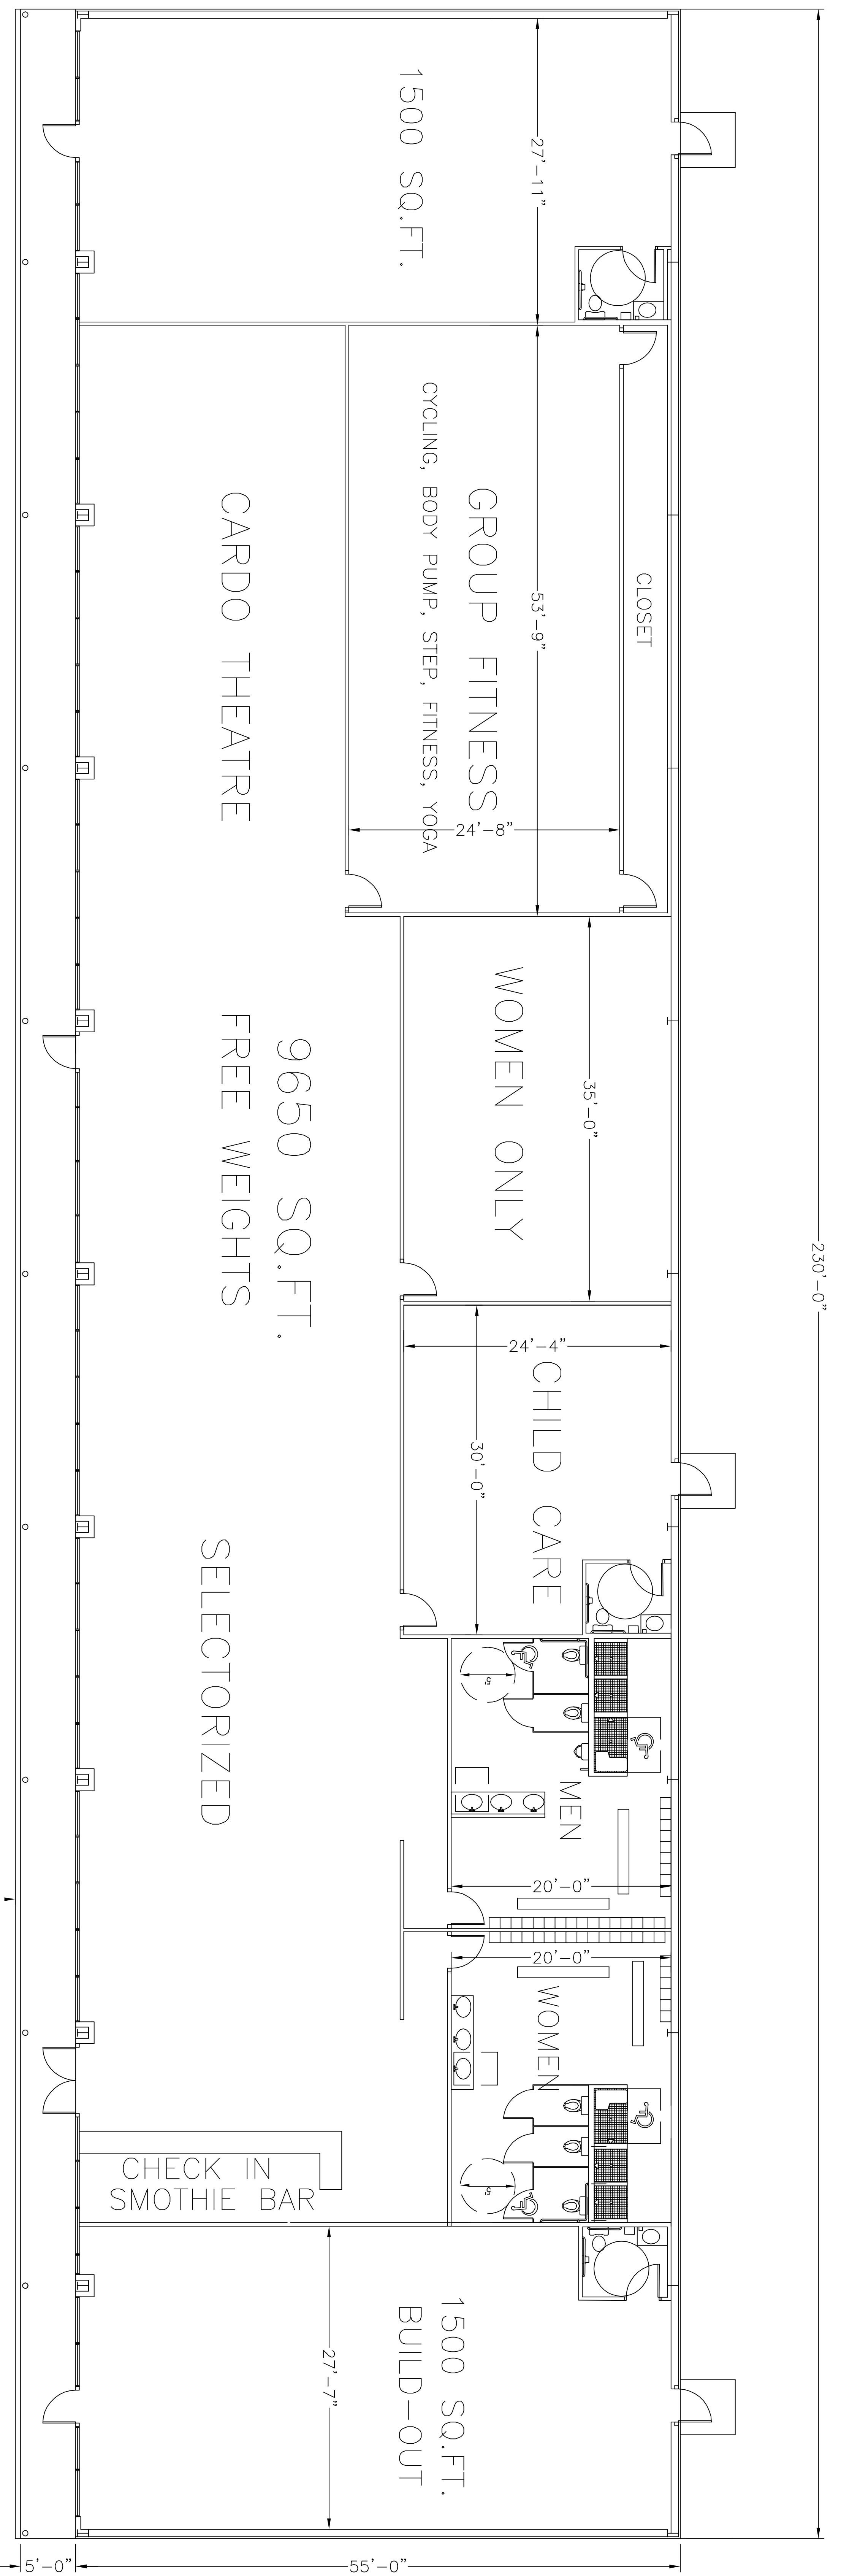 1500 SQ.FT.
27'-11"
GROUP FITNESS
CYCLING, BODY PUMP, STEP, FITNESS, YOGA
53'-9"
24'-8"
CLOSET
CARDO THEATRE
WOMEN ONLY
35'-0"
9650 SQ.FT.
FREE WEIGHTS
230'-0"
24'-4"
CHILD CARE
30'-0"
SELECTORIZED
5'
MEN
20'-0"
20'-0"
WOMEN
5'
CHECK IN
SMOTHIE BAR
1500 SQ.FT.
BUILD-OUT
27'-7"
5'-0"
55'-0"